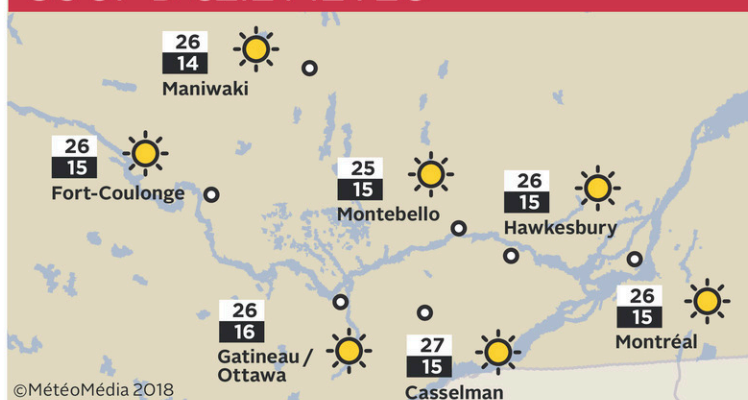 26
14
Maniwaki
26
15
Fort-Coulonge
25
15
Montebello
26
15
Hawkesbury
26
16
Gatineau /
Ottawa
27
15
Casselman
26
15
Montréal
©MétéoMédia 2018